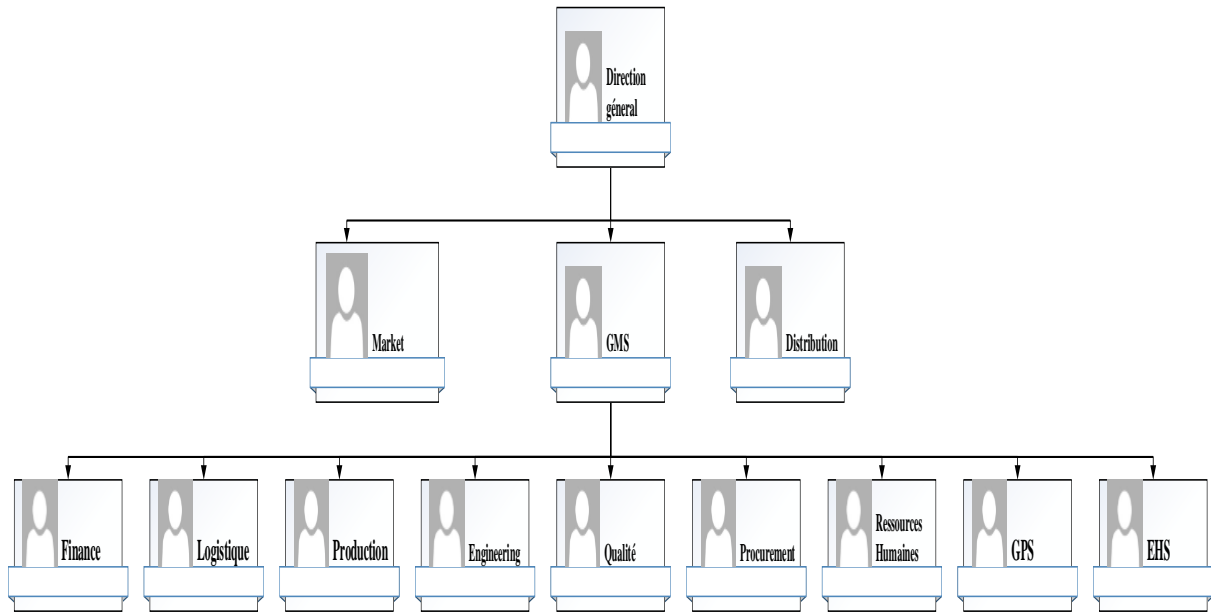 Direction
géneral
Market
GMS
Distribution
Finance
Logistique
Production
Engineering
Qualité
Procurement
Ressources
Humaines
GPS
EHS